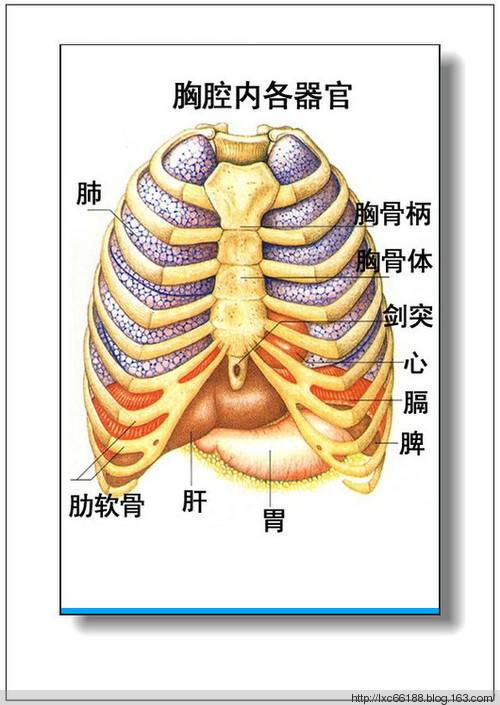 胸腔内各器官
肺
胸骨柄
胸骨体
剑突
心
膈
脾
肋软骨
肝
胃
http://lxc66188.blog.163.com/